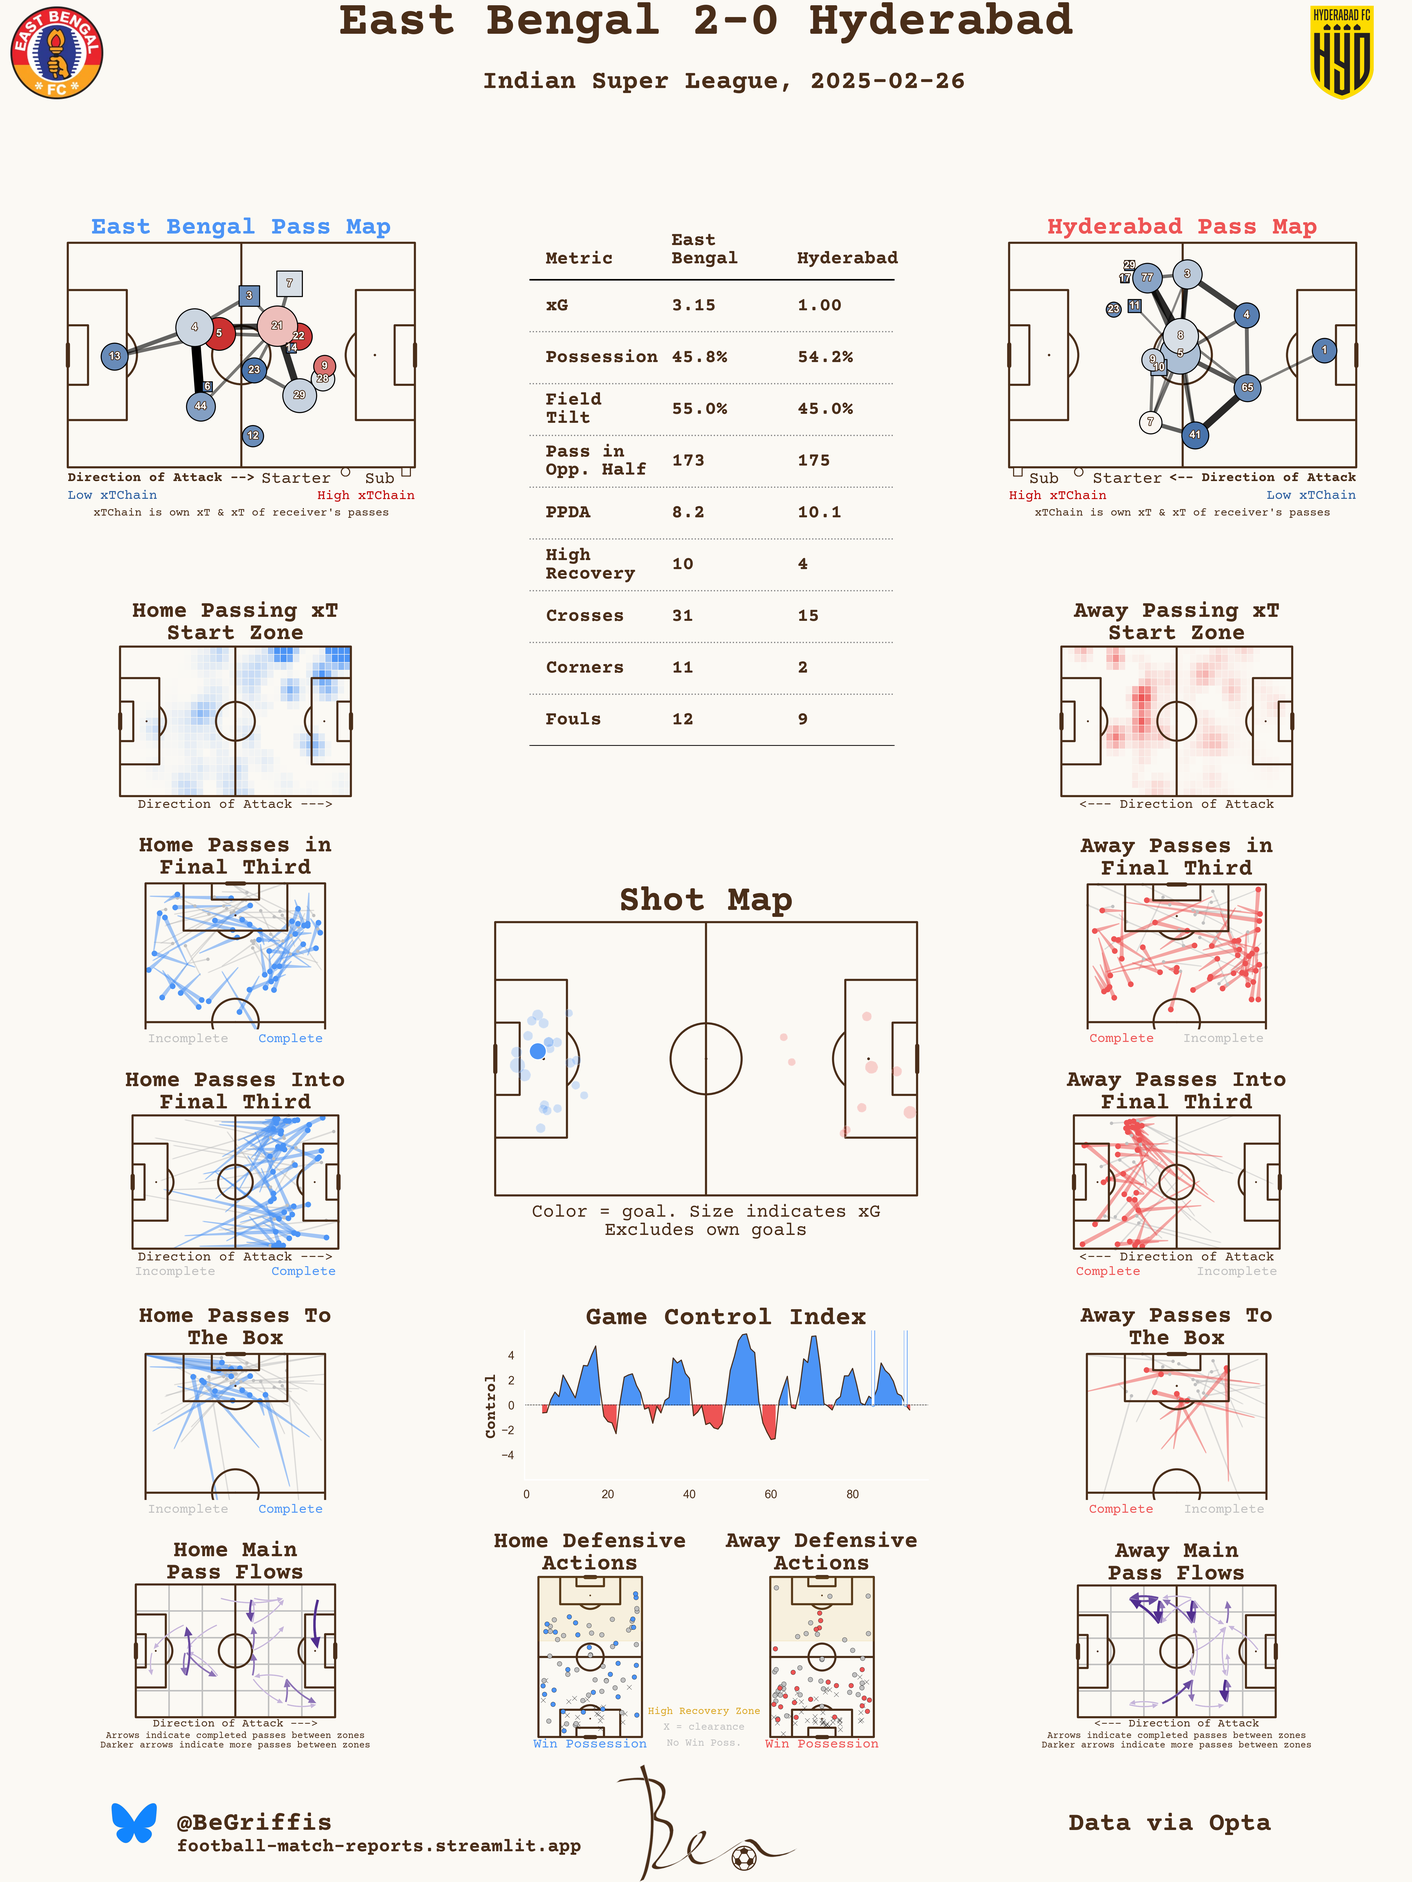 East Bengal 2-0 Hyderabad
Indian Super League, 2025-02-26
EAST BENGAL
FC
HYDERABAD FC
HYD
East Bengal Pass Map
7
3
4
5
21
22
14
13
23
9
28
6
44
29
12
Direction of Attack --> Starter Sub
Low xTChain High xTChain
xTChain is own xT & xT of receiver's passes
Metric East Bengal Hyderabad
xG 3.15 1.00
Possession 45.8% 54.2%
Field Tilt 55.0% 45.0%
Pass in Opp. Half 173 175
PPDA 8.2 10.1
High Recovery 10 4
Crosses 31 15
Corners 11 2
Fouls 12 9
Hyderabad Pass Map
29
17
77
3
23
11
4
8
9
5
10
1
65
7
41
Sub Starter <-- Direction of Attack
High xTChain Low xTChain
xTChain is own xT & xT of receiver's passes
Home Passing xT
Start Zone
Direction of Attack --->
Away Passing xT
Start Zone
<--- Direction of Attack
Home Passes in
Final Third
Incomplete Complete
Away Passes in
Final Third
Complete Incomplete
Shot Map
Color = goal. Size indicates xG
Excludes own goals
Home Passes Into
Final Third
Direction of Attack --->
Incomplete Complete
Away Passes Into
Final Third
<--- Direction of Attack
Complete Incomplete
Home Passes To
The Box
Incomplete Complete
Game Control Index
Control
4
2
0
−2
−4
0 20 40 60 80
Away Passes To
The Box
Complete Incomplete
Home Main
Pass Flows
Direction of Attack --->
Arrows indicate completed passes between zones
Darker arrows indicate more passes between zones
Home Defensive
Actions
Win Possession
High Recovery Zone
X = clearance
No Win Poss.
Away Defensive
Actions
Win Possession
Away Main
Pass Flows
<--- Direction of Attack
Arrows indicate completed passes between zones
Darker arrows indicate more passes between zones
@BeGriffis
football-match-reports.streamlit.app
Ben
Data via Opta